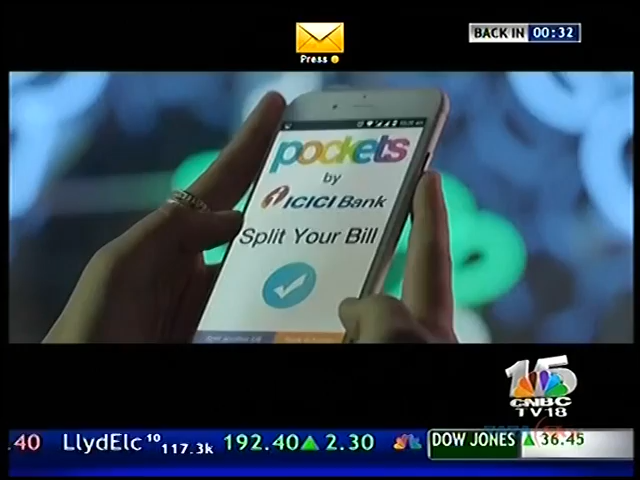 Press
BACK IN 00:32
pockets
by
ICICI Bank
Split Your Bill
15
CNBC
TV18
.40 LlydElc 10 117.3k 192.40 ▲ 2.30 DOW JONES ▲ 36.45